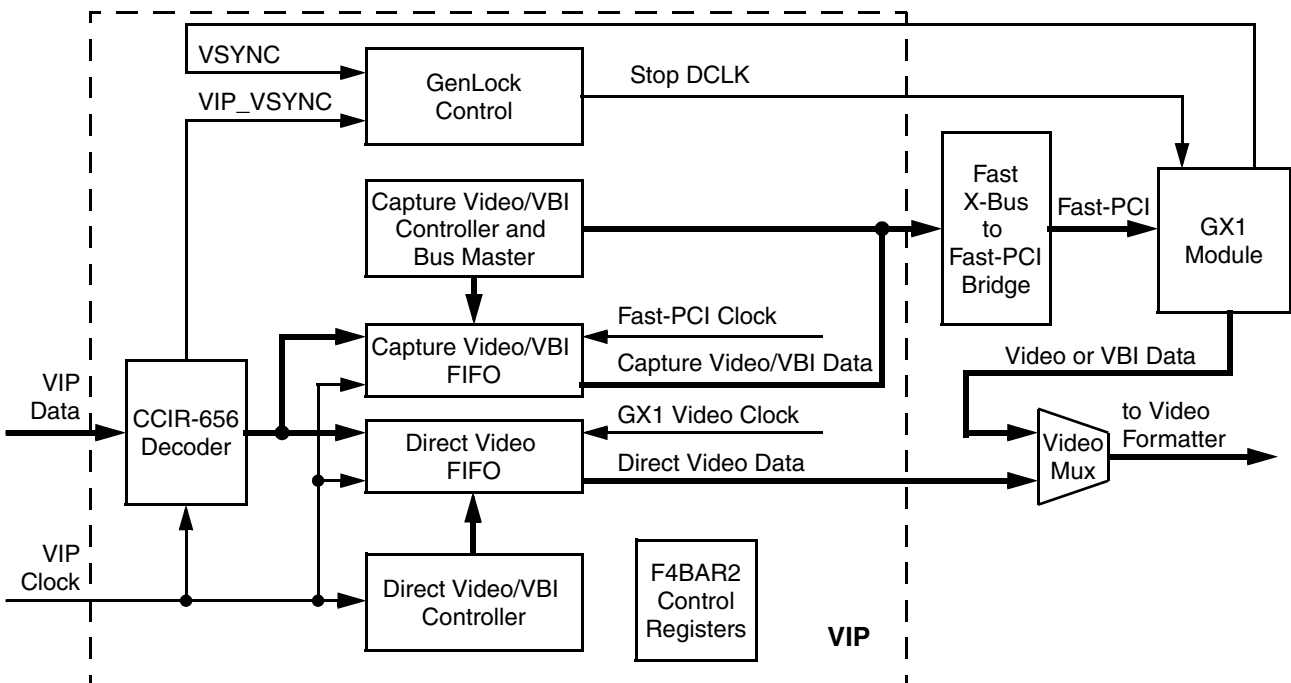 VSYNC
VIP_VSYNC
GenLock
Control
Stop DCLK
Capture Video/VBI
Controller and
Bus Master
Fast
X-Bus
to
Fast-PCI
Bridge
Fast-PCI
GX1
Module
Fast-PCI Clock
Capture Video/VBI
FIFO
Capture Video/VBI Data
Video or VBI Data
VIP
Data
CCIR-656
Decoder
GX1 Video Clock
Direct Video
FIFO
Direct Video Data
Video
Mux
to Video
Formatter
VIP
Clock
Direct Video/VBI
Controller
F4BAR2
Control
Registers
VIP